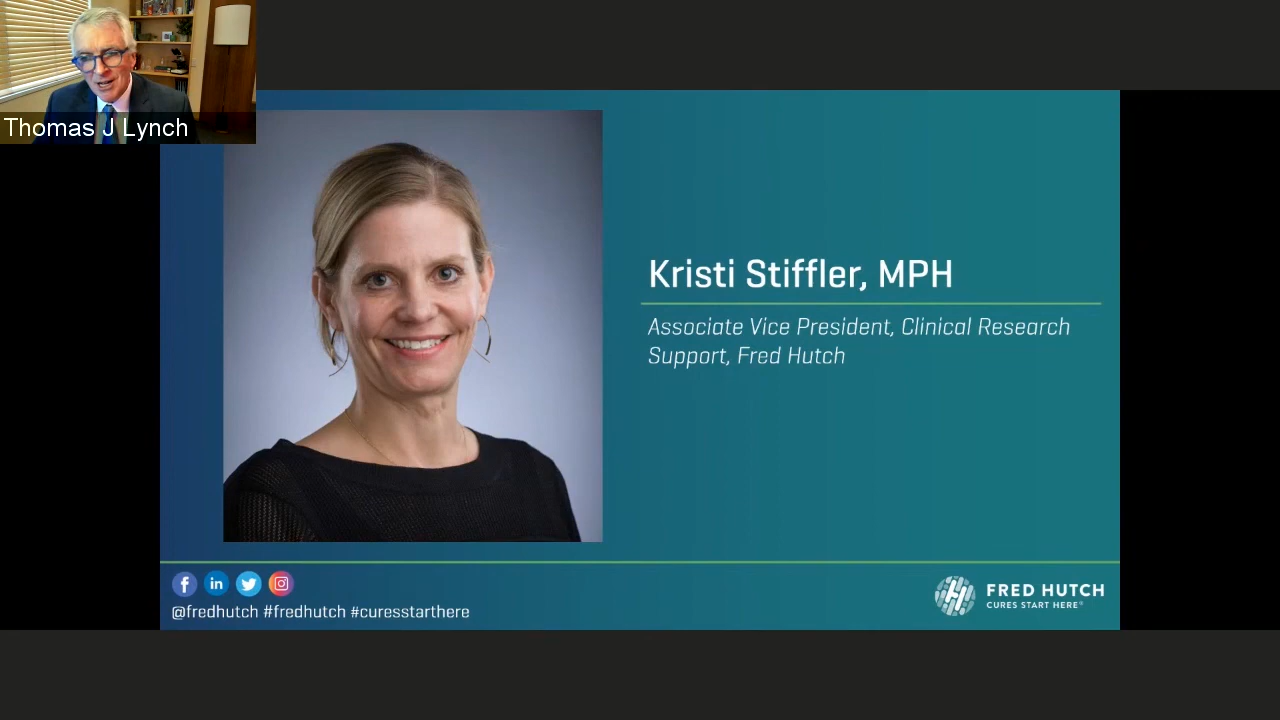 Thomas J Lynch
Kristi Stiffler, MPH
Associate Vice President, Clinical Research
Support, Fred Hutch
@fredhutch #fredhutch #curesstarthere
FRED HUTCH
CURES START HERE®